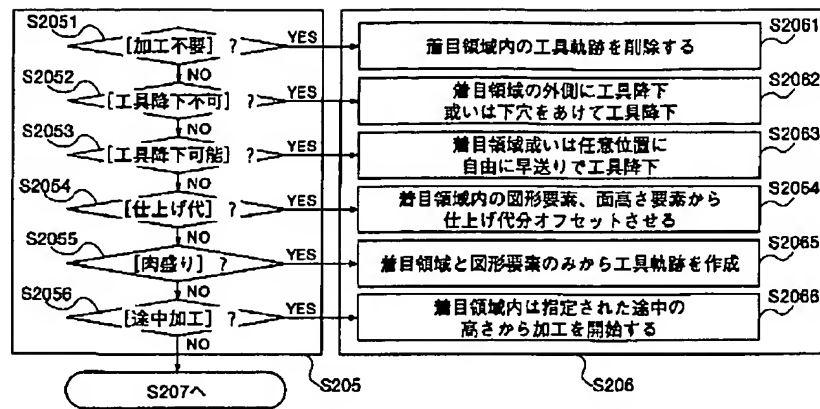 S2051
[加工不要] ?
YES
着目領域内の工具軌跡を削除する
S2061
NO
S2052
[工具降下不可] ?
YES
着目領域の外側に工具降下
或いは下穴をあけて工具降下
S2062
NO
S2053
[工具降下可能] ?
YES
着目領域或いは任意位置に
自由に早送りで工具降下
S2063
NO
S2054
[仕上げ代] ?
YES
着目領域内の図形要素、面高さ要素から
仕上げ代分オフセットさせる
S2054
NO
S2055
[肉盛り] ?
YES
着目領域と図形要素のみから工具軌跡を作成
S2065
NO
S2056
[途中加工] ?
YES
着目領域内は指定された途中の
高さから加工を開始する
S2066
NO
S207へ
S205
S206